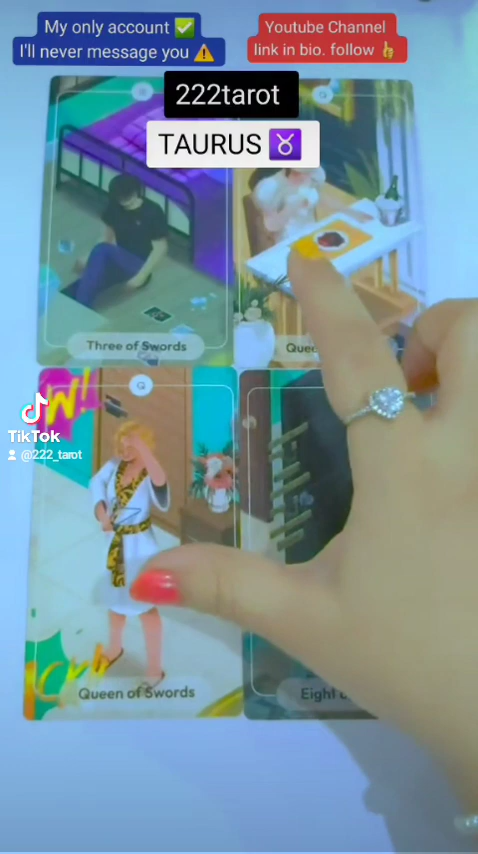 My only account ✅
I'll never message you ⚠️
Youtube Channel
link in bio. follow 👍
222tarot
TAURUS ♉
Three of Swords
Q
Q
TikTok
@222_tarot
Queen of Swords
Eight